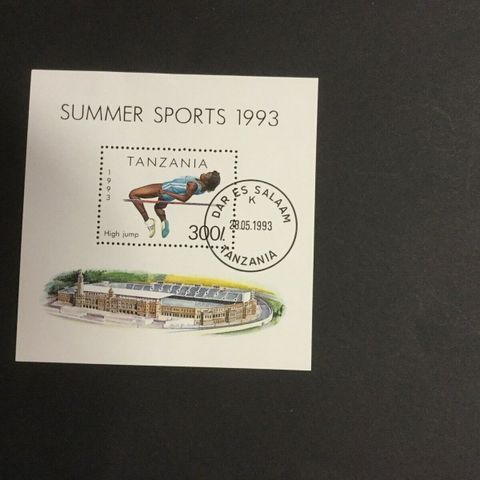 SUMMER SPORTS 1993
TANZANIA
1993
High jump
300/-
DAR ES SALAAM
K
28.05.1993
TANZANIA